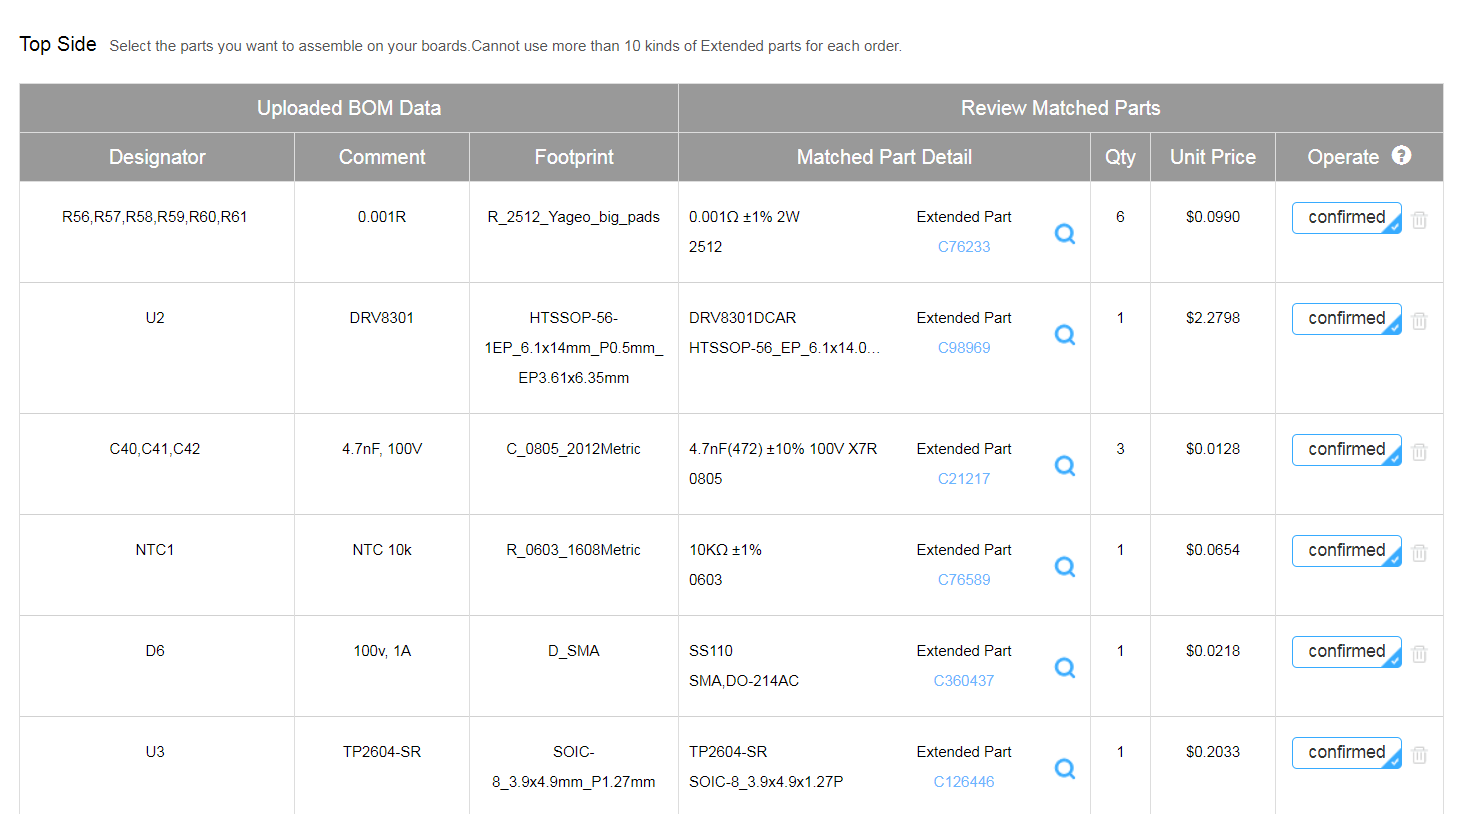 Top Side Select the parts you want to assemble on your boards.Cannot use more than 10 kinds of Extended parts for each order.
Uploaded BOM Data Review Matched Parts
Designator Comment Footprint Matched Part Detail Qty Unit Price Operate ?
R56,R57,R58,R59,R60,R61 0.001R R_2512_Yageo_big_pads 0.001Ω ±1% 2W Extended Part 6 $0.0990 confirmed
2512 C76233
U2 DRV8301 HTSSOP-56- DRV8301DCAR Extended Part 1 $2.2798 confirmed
1EP_6.1x14mm_P0.5mm_ HTSSOP-56_EP_6.1x14.0... C98969
EP3.61x6.35mm
C40,C41,C42 4.7nF, 100V C_0805_2012Metric 4.7nF(472) ±10% 100V X7R Extended Part 3 $0.0128 confirmed
0805 C21217
NTC1 NTC 10k R_0603_1608Metric 10KΩ ±1% Extended Part 1 $0.0654 confirmed
0603 C76589
D6 100v, 1A D_SMA SS110 Extended Part 1 $0.0218 confirmed
SMA,DO-214AC C360437
U3 TP2604-SR SOIC- TP2604-SR Extended Part 1 $0.2033 confirmed
8_3.9x4.9mm_P1.27mm SOIC-8_3.9x4.9x1.27P C126446